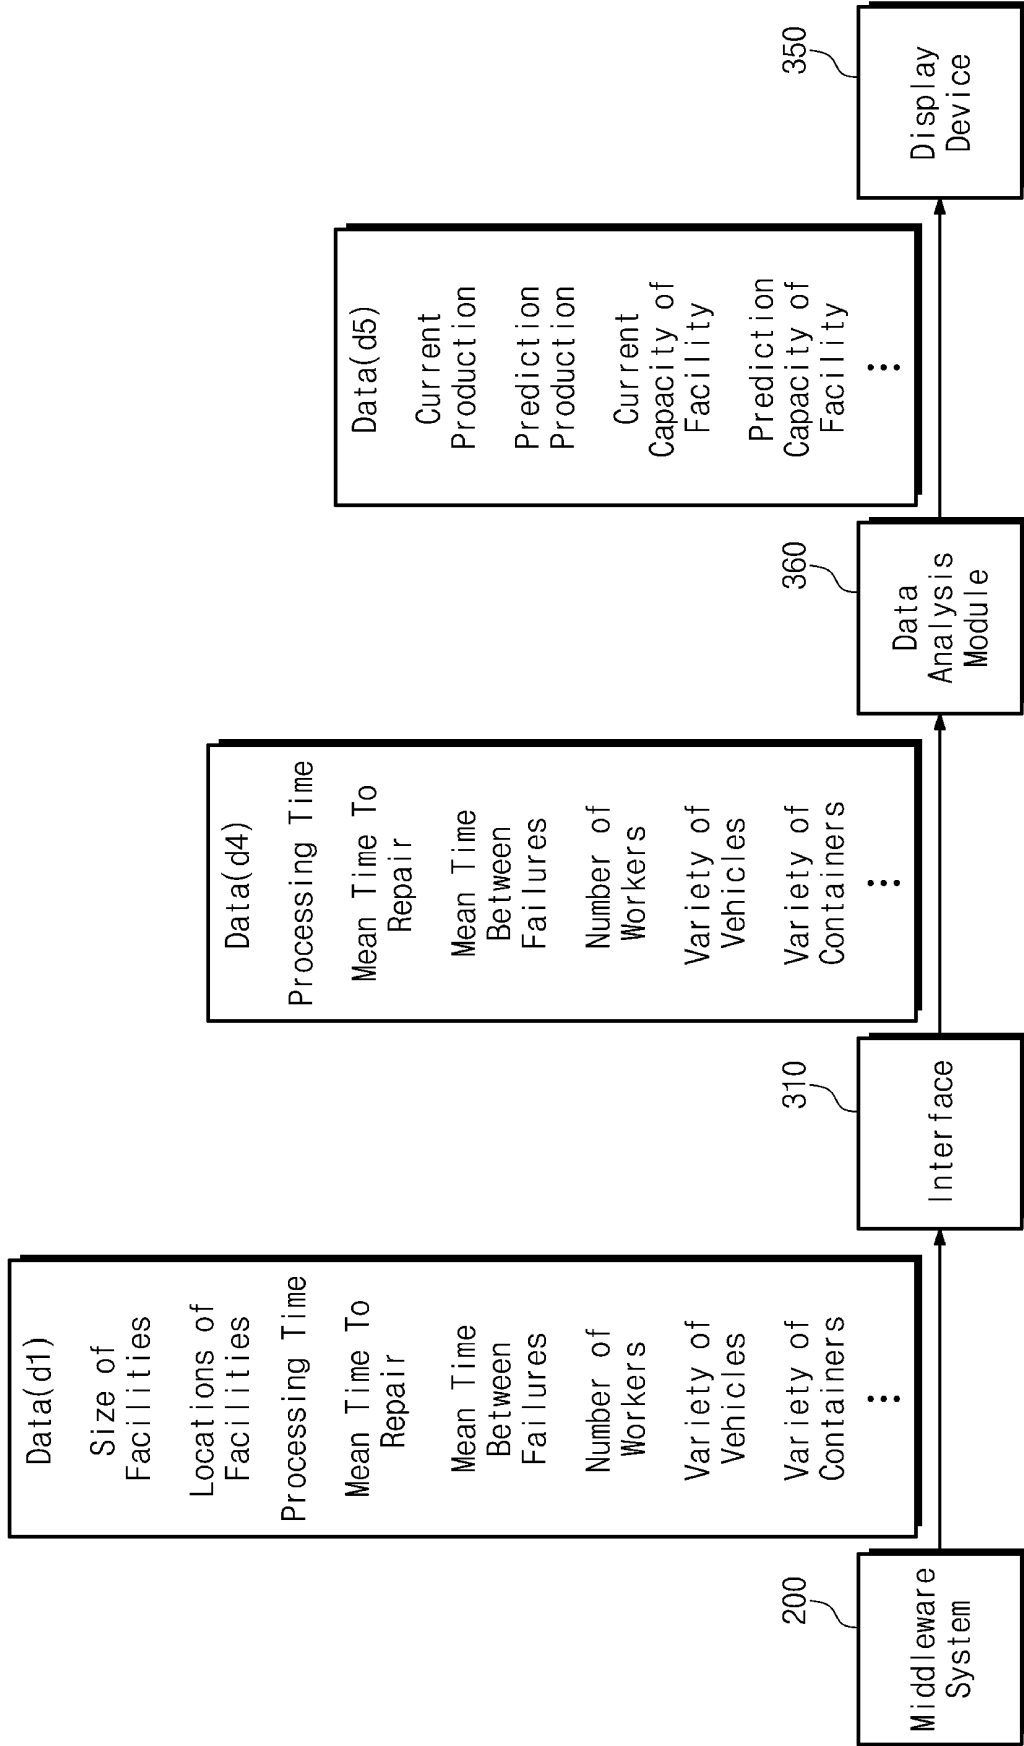 Data(d1)
Size of
Facilities
Locations of
Facilities
Processing Time
Mean Time To
Repair
Mean Time
Between
Failures
Number of
Workers
Variety of
Vehicles
Variety of
Containers
⋮
Data(d4)
Processing Time
Mean Time To
Repair
Mean Time
Between
Failures
Number of
Workers
Variety of
Vehicles
Variety of
Containers
⋮
Data(d5)
Current
Production
Prediction
Production
Current
Capacity of
Facility
Prediction
Capacity of
Facility
⋮
200
Middleware
System
310
Interface
360
Data
Analysis
Module
350
Display
Device